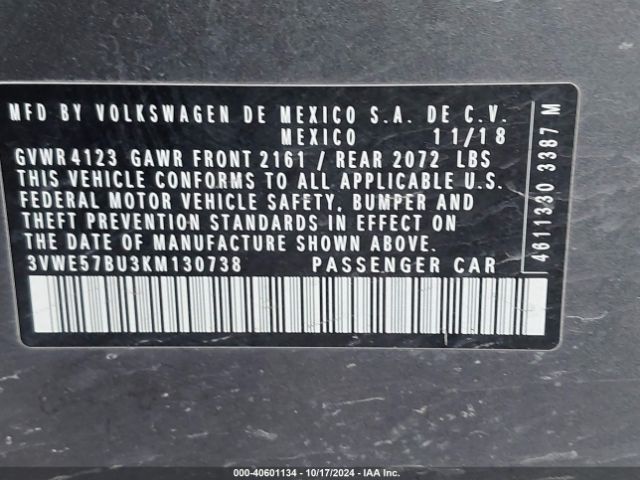 MFD BY VOLKSWAGEN DE MEXICO S.A. DE C.V.
MEXICO 11/18
GVWR 4123 GAWR FRONT 2161 / REAR 2072 LBS
THIS VEHICLE CONFORMS TO ALL APPLICABLE U.S.
FEDERAL MOTOR VEHICLE SAFETY, BUMPER AND
THEFT PREVENTION STANDARDS IN EFFECT ON
THE DATE OF MANUFACTURE SHOWN ABOVE.
3VWE57BU3KM130738 PASSENGER CAR
4611330 3387 M
000-40601134 - 10/17/2024 - IAA Inc.